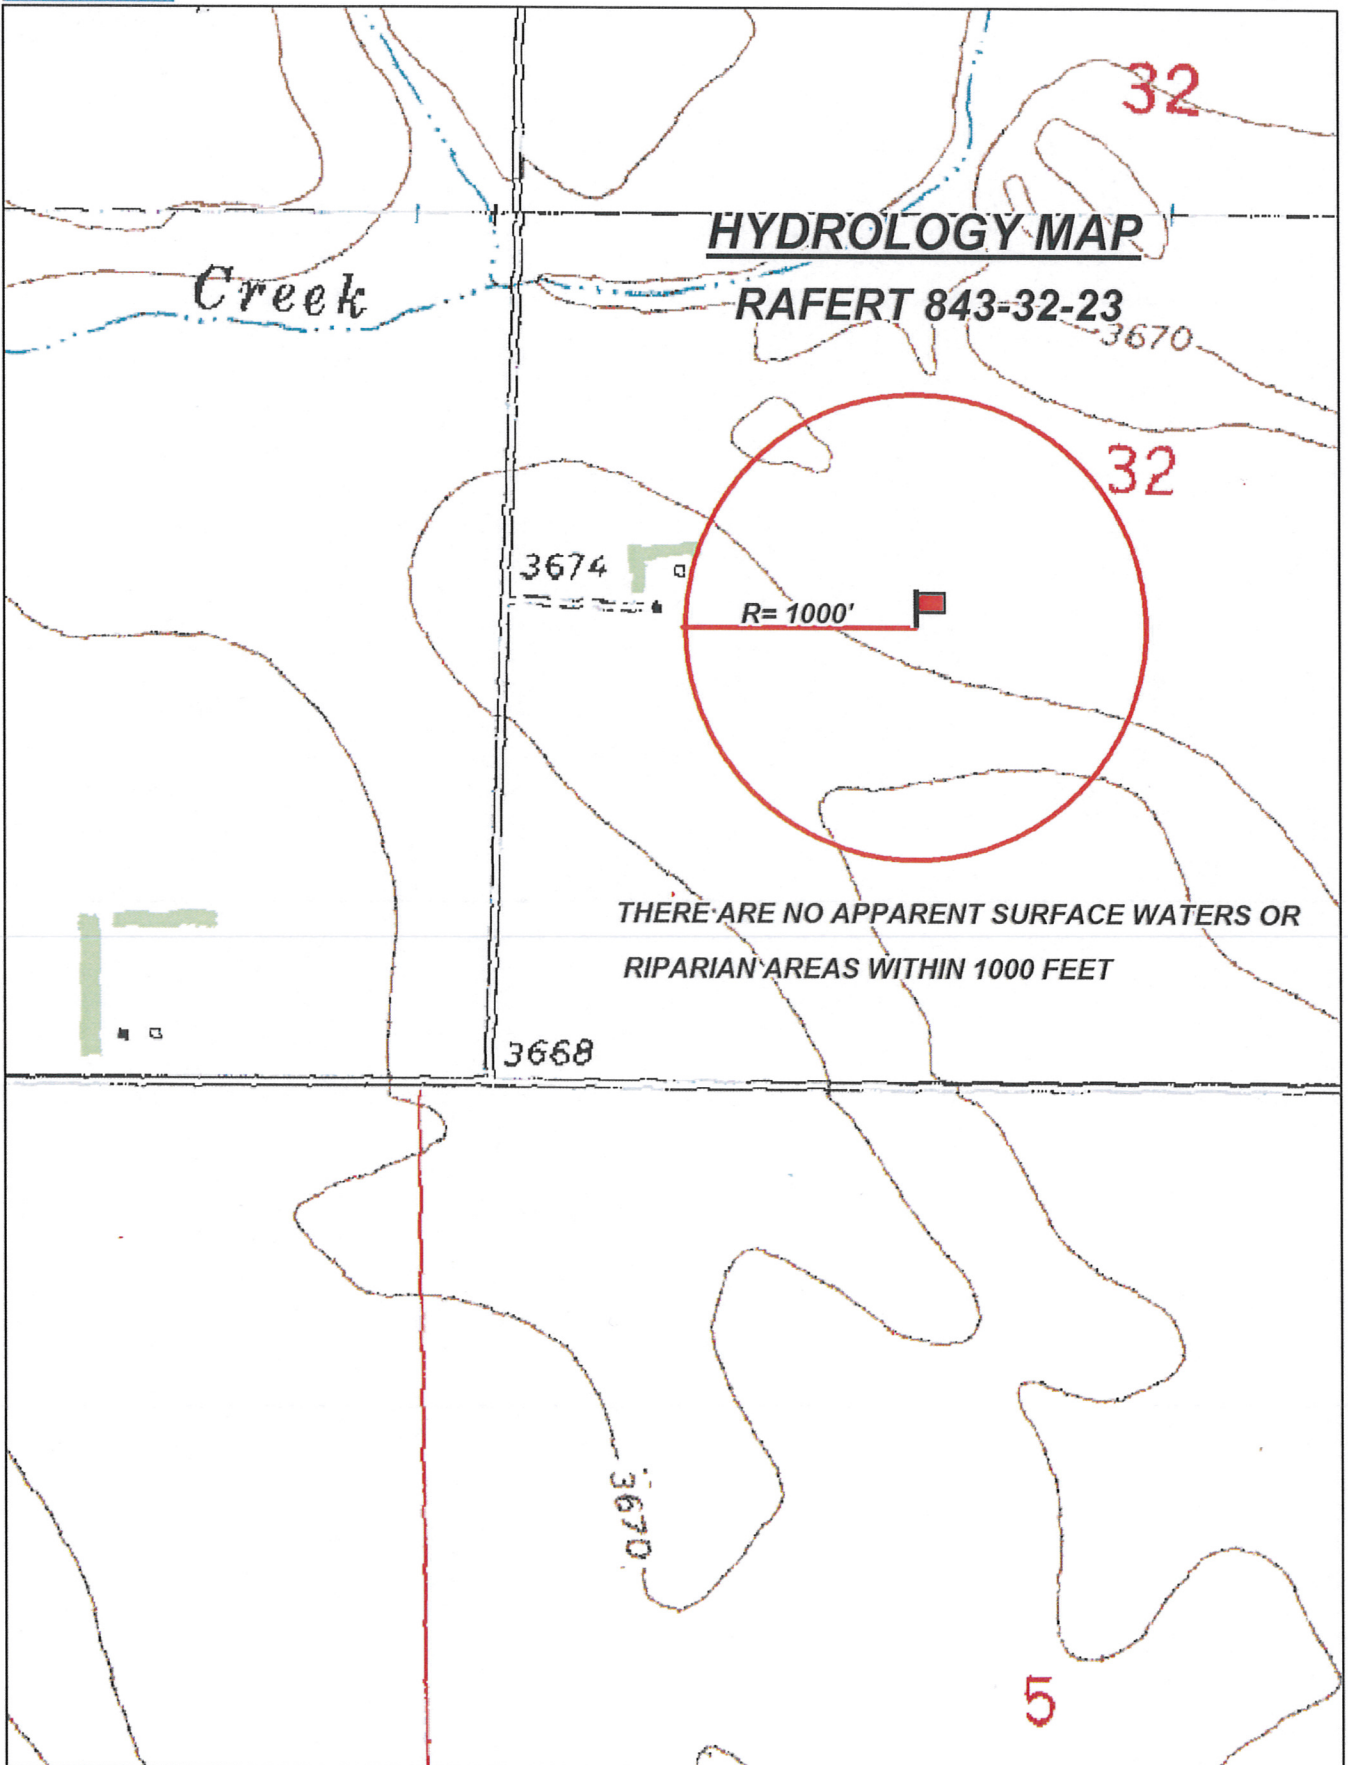 32
HYDROLOGY MAP
Creek
RAFERT 843-32-23
3670
32
3674
R= 1000'
THERE ARE NO APPARENT SURFACE WATERS OR
RIPARIAN AREAS WITHIN 1000 FEET
3668
3670
5